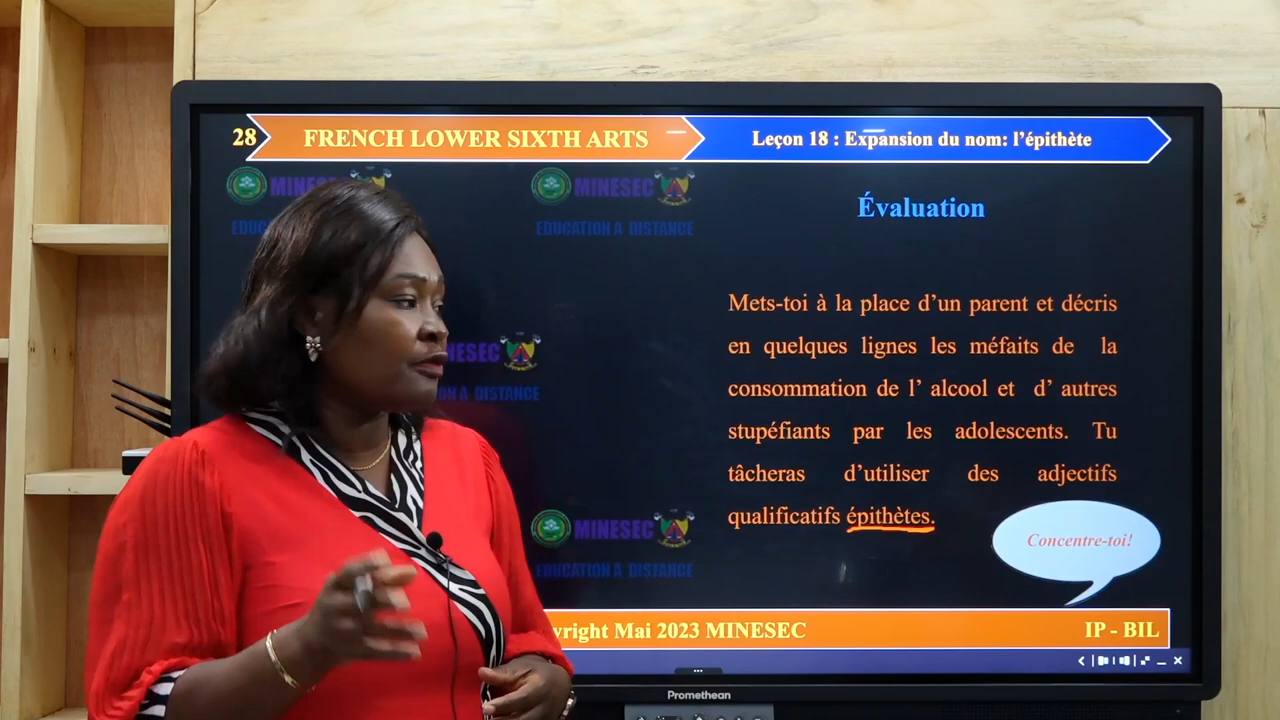 28 FRENCH LOWER SIXTH ARTS Leçon 18 : Expansion du nom: l'épithète
MINESEC
EDUCATION A DISTANCE
Évaluation
Mets-toi à la place d'un parent et décris
en quelques lignes les méfaits de la
consommation de l' alcool et d' autres
stupéfiants par les adolescents. Tu
tâcheras d'utiliser des adjectifs
qualificatifs épithètes.
Concentre-toi!
MINESEC
EDUCATION A DISTANCE
Mai 2023 MINESEC IP - BIL
Promethean